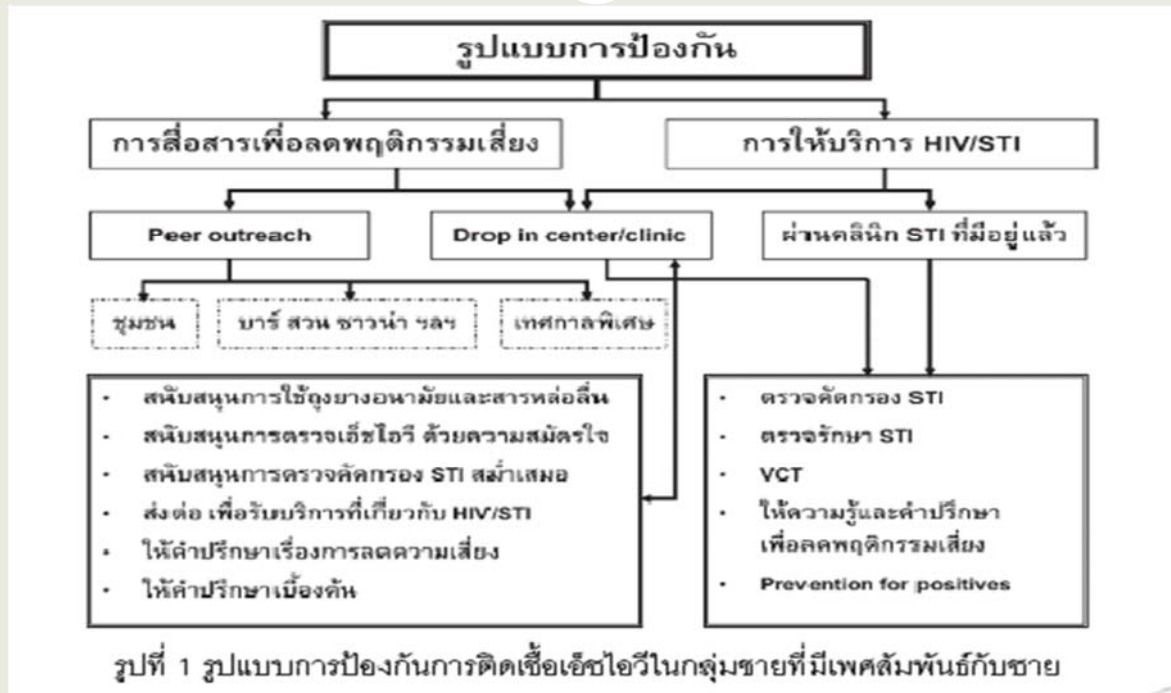 รูปแบบการป้องกัน
การสื่อสารเพื่อลดพฤติกรรมเสี่ยง
การให้บริการ HIV/STI
Peer outreach
Drop in center/clinic
ผ่านคลินิก STI ที่มีอยู่แล้ว
ชุมชน
บาร์ สวน ซาวน่า ฯลฯ
เทศกาลพิเศษ
· สนับสนุนการใช้ถุงยางอนามัยและสารหล่อลื่น
· สนับสนุนการตรวจเอ็ชไอวี ด้วยความสมัครใจ
· สนับสนุนการตรวจคัดกรอง STI สม่ำเสมอ
· ส่งต่อ เพื่อรับบริการที่เกี่ยวกับ HIV/STI
· ให้คำปรึกษาเรื่องการลดความเสี่ยง
· ให้คำปรึกษาเบื้องต้น
· ตรวจคัดกรอง STI
· ตรวจรักษา STI
· VCT
· ให้ความรู้และคำปรึกษา
เพื่อลดพฤติกรรมเสี่ยง
· Prevention for positives
รูปที่ 1 รูปแบบการป้องกันการติดเชื้อเอ็ชไอวีในกลุ่มชายที่มีเพศสัมพันธ์กับชาย